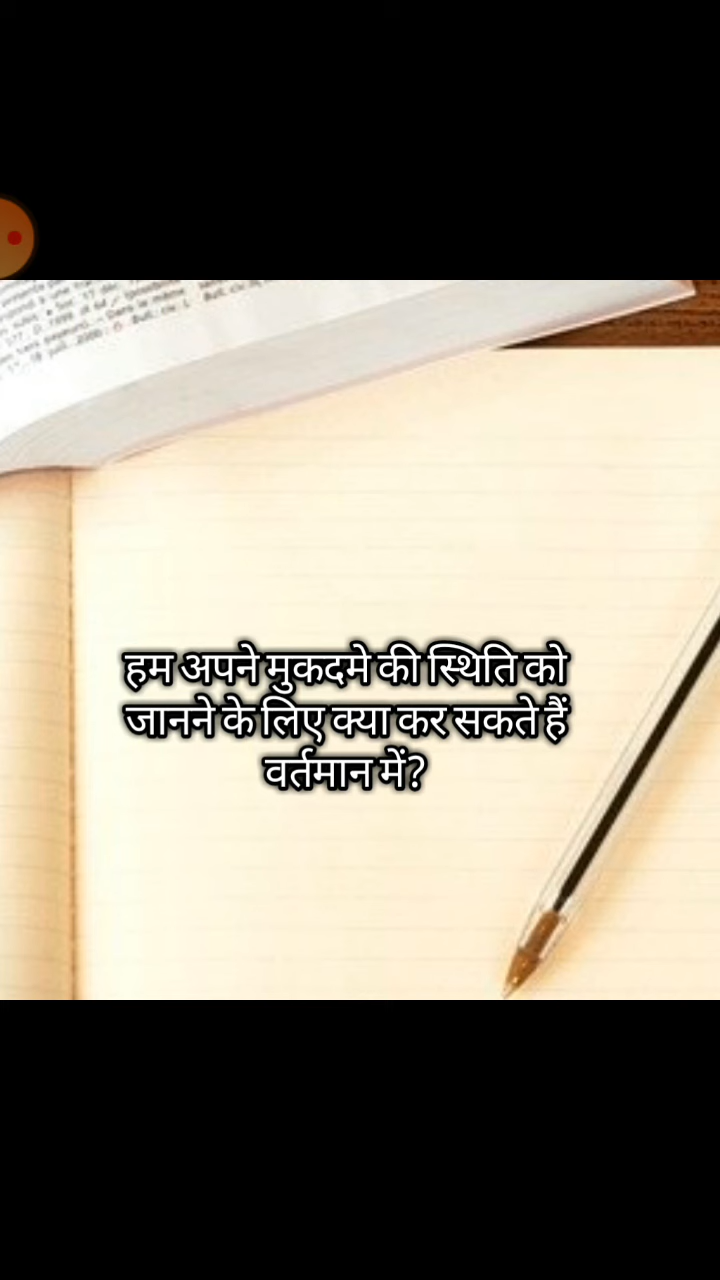 हम अपने मुकदमे की स्थिति को
जानने के लिए क्या कर सकते हैं
वर्तमान में?